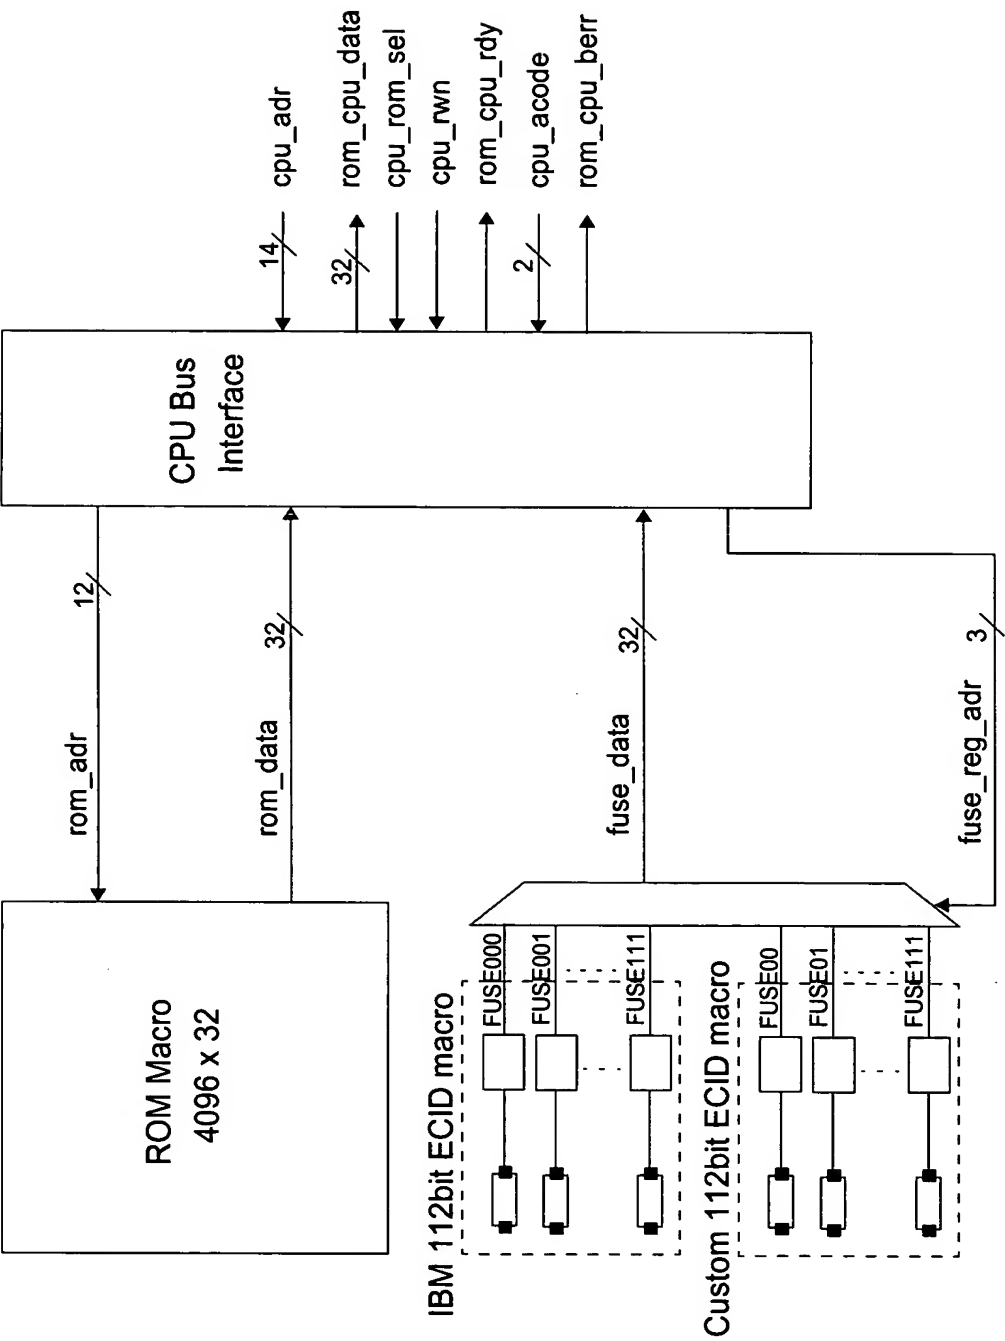 cpu_adr
14
rom_cpu_data
32
cpu_rom_sel
cpu_rwn
rom_cpu_rdy
cpu_acode
2
rom_cpu_berr
CPU Bus
Interface
rom_adr
12
rom_data
32
fuse_data
32
fuse_reg_adr
3
ROM Macro
4096 x 32
IBM 112bit ECID macro
FUSE000
FUSE001
FUSE111
Custom 112bit ECID macro
FUSE00
FUSE01
FUSE111